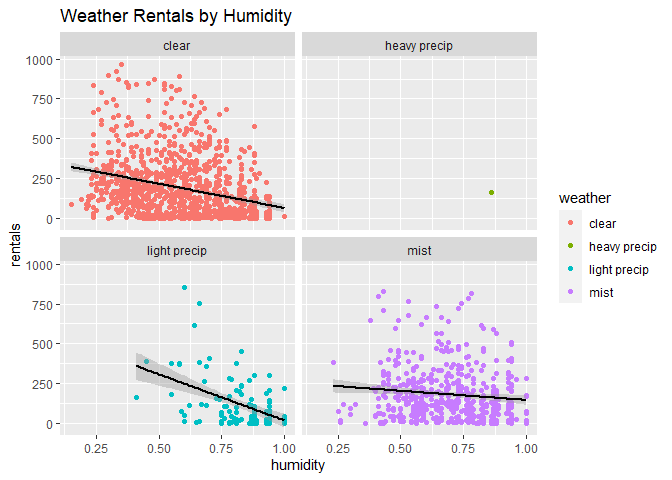 Weather Rentals by Humidity
clear
heavy precip
1000
750
500
250
0
light precip
mist
1000
750
500
250
0
rentals
0.25
0.50
0.75
1.00
0.25
0.50
0.75
1.00
humidity
weather
clear
heavy precip
light precip
mist